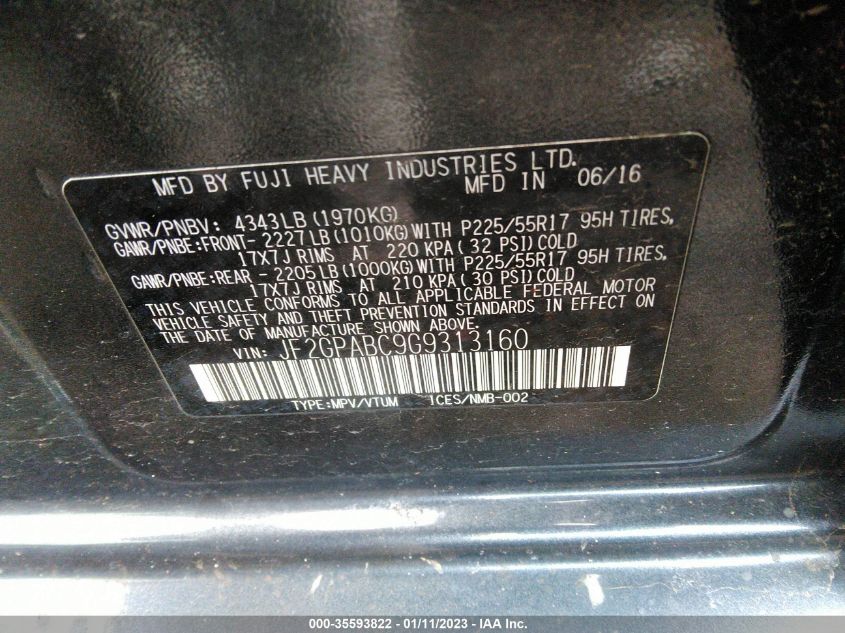 MFD BY FUJI HEAVY INDUSTRIES LTD.
MFD IN 06/16
GVWR/PNBV: 4343LB(1970KG)
GAWR/PNBE:FRONT- 2227LB(1010KG)WITH P225/55R17 95H TIRES,
17X7J RIMS AT 220 KPA(32 PSI)COLD
GAWR/PNBE:REAR - 2205LB(1000KG)WITH P225/55R17 95H TIRES,
17X7J RIMS AT 210 KPA(30 PSI)COLD
THIS VEHICLE CONFORMS TO ALL APPLICABLE FEDERAL MOTOR
VEHICLE SAFETY AND THEFT PREVENTION STANDARDS IN EFFECT ON
THE DATE OF MANUFACTURE SHOWN ABOVE.
VIN: JF2GPABC9G9313160
TYPE:MPV/VTUM ICES/NMB-002
000-35593822 - 01/11/2023 - IAA Inc.